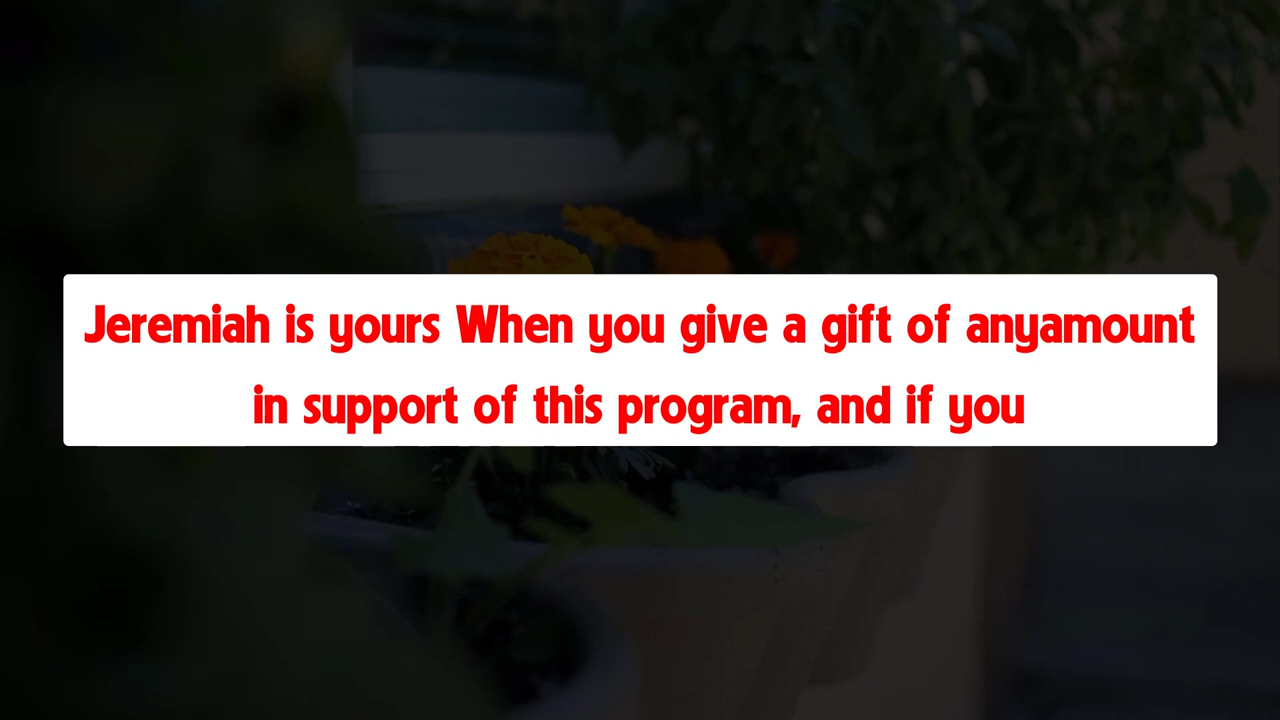 Jeremiah is yours When you give a gift of anyamount
in support of this program, and if you